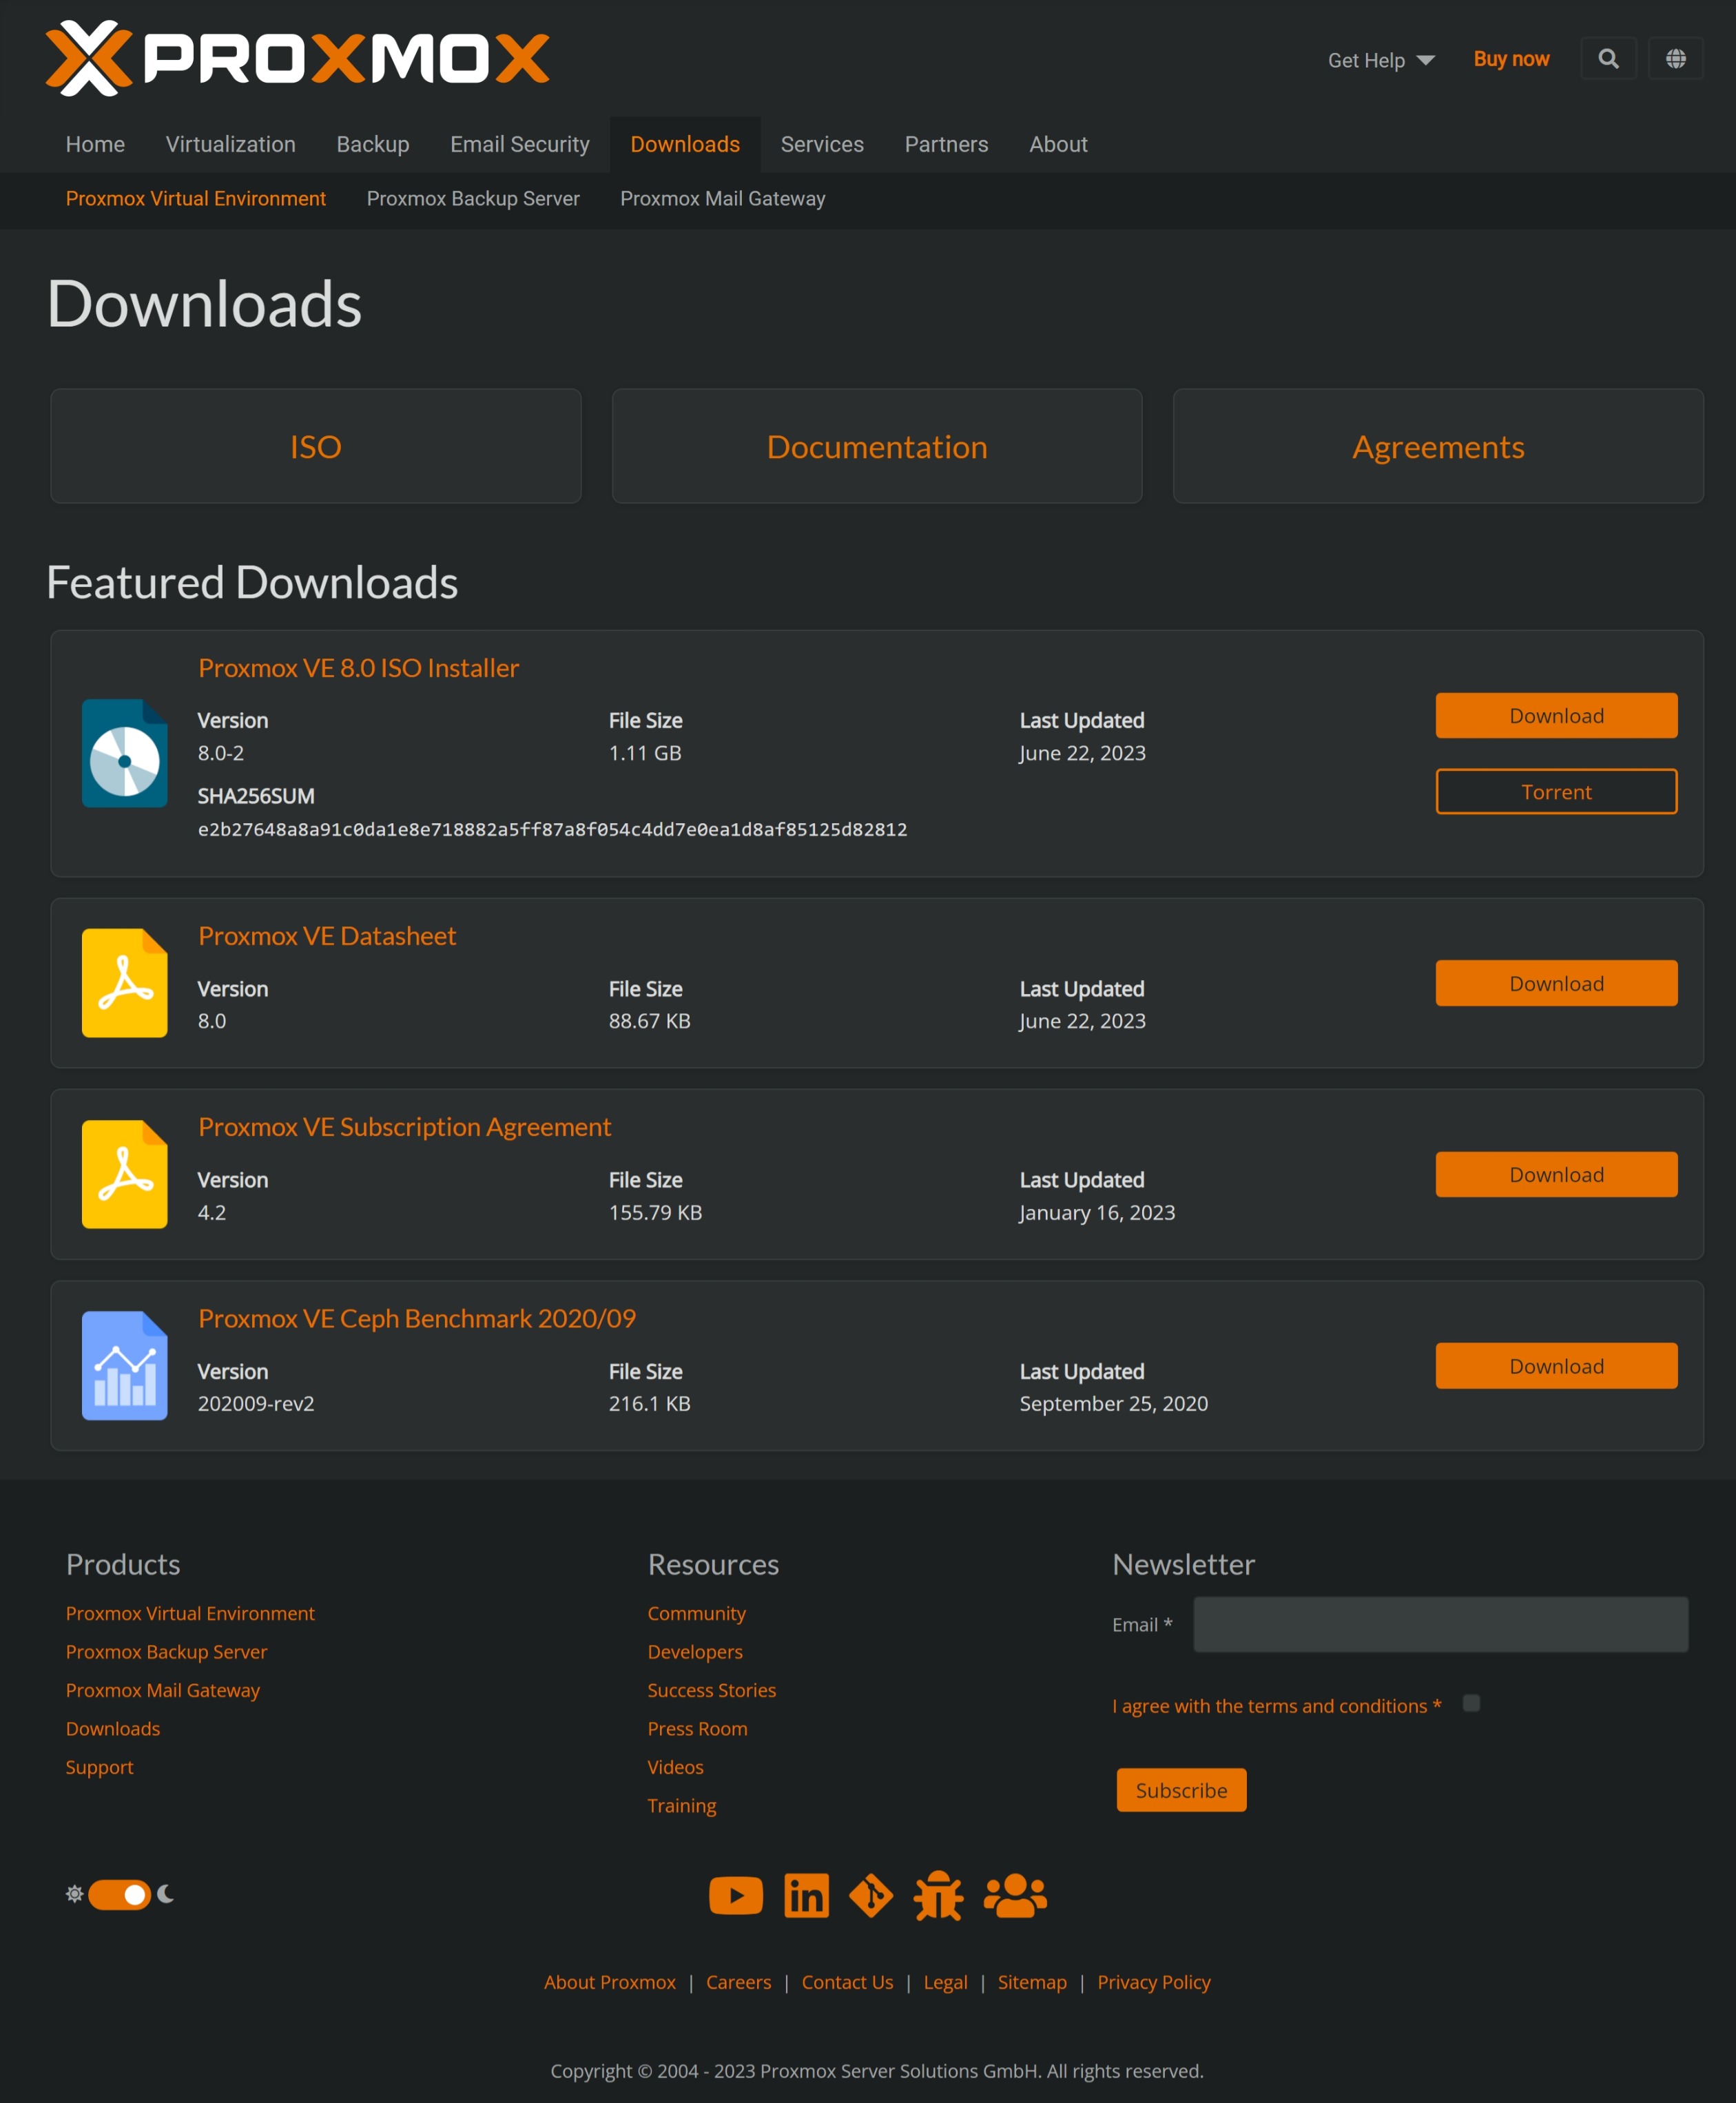 PROXMOX
Get Help
Buy now
Home Virtualization Backup Email Security Downloads Services Partners About
Proxmox Virtual Environment Proxmox Backup Server Proxmox Mail Gateway
Downloads
ISO
Documentation
Agreements
Featured Downloads
Proxmox VE 8.0 ISO Installer
Version File Size Last Updated
8.0-2 1.11 GB June 22, 2023
SHA256SUM
e2b27648a8a91c0da1e8e718882a5ff87a8f054c4dd7e0ea1d8af85125d82812
Download
Torrent
Proxmox VE Datasheet
Version File Size Last Updated
8.0 88.67 KB June 22, 2023
Download
Proxmox VE Subscription Agreement
Version File Size Last Updated
4.2 155.79 KB January 16, 2023
Download
Proxmox VE Ceph Benchmark 2020/09
Version File Size Last Updated
202009-rev2 216.1 KB September 25, 2020
Download
Products
Proxmox Virtual Environment
Proxmox Backup Server
Proxmox Mail Gateway
Downloads
Support
Resources
Community
Developers
Success Stories
Press Room
Videos
Training
Newsletter
Email *
I agree with the terms and conditions *
Subscribe
in
About Proxmox | Careers | Contact Us | Legal | Sitemap | Privacy Policy
Copyright © 2004 - 2023 Proxmox Server Solutions GmbH. All rights reserved.